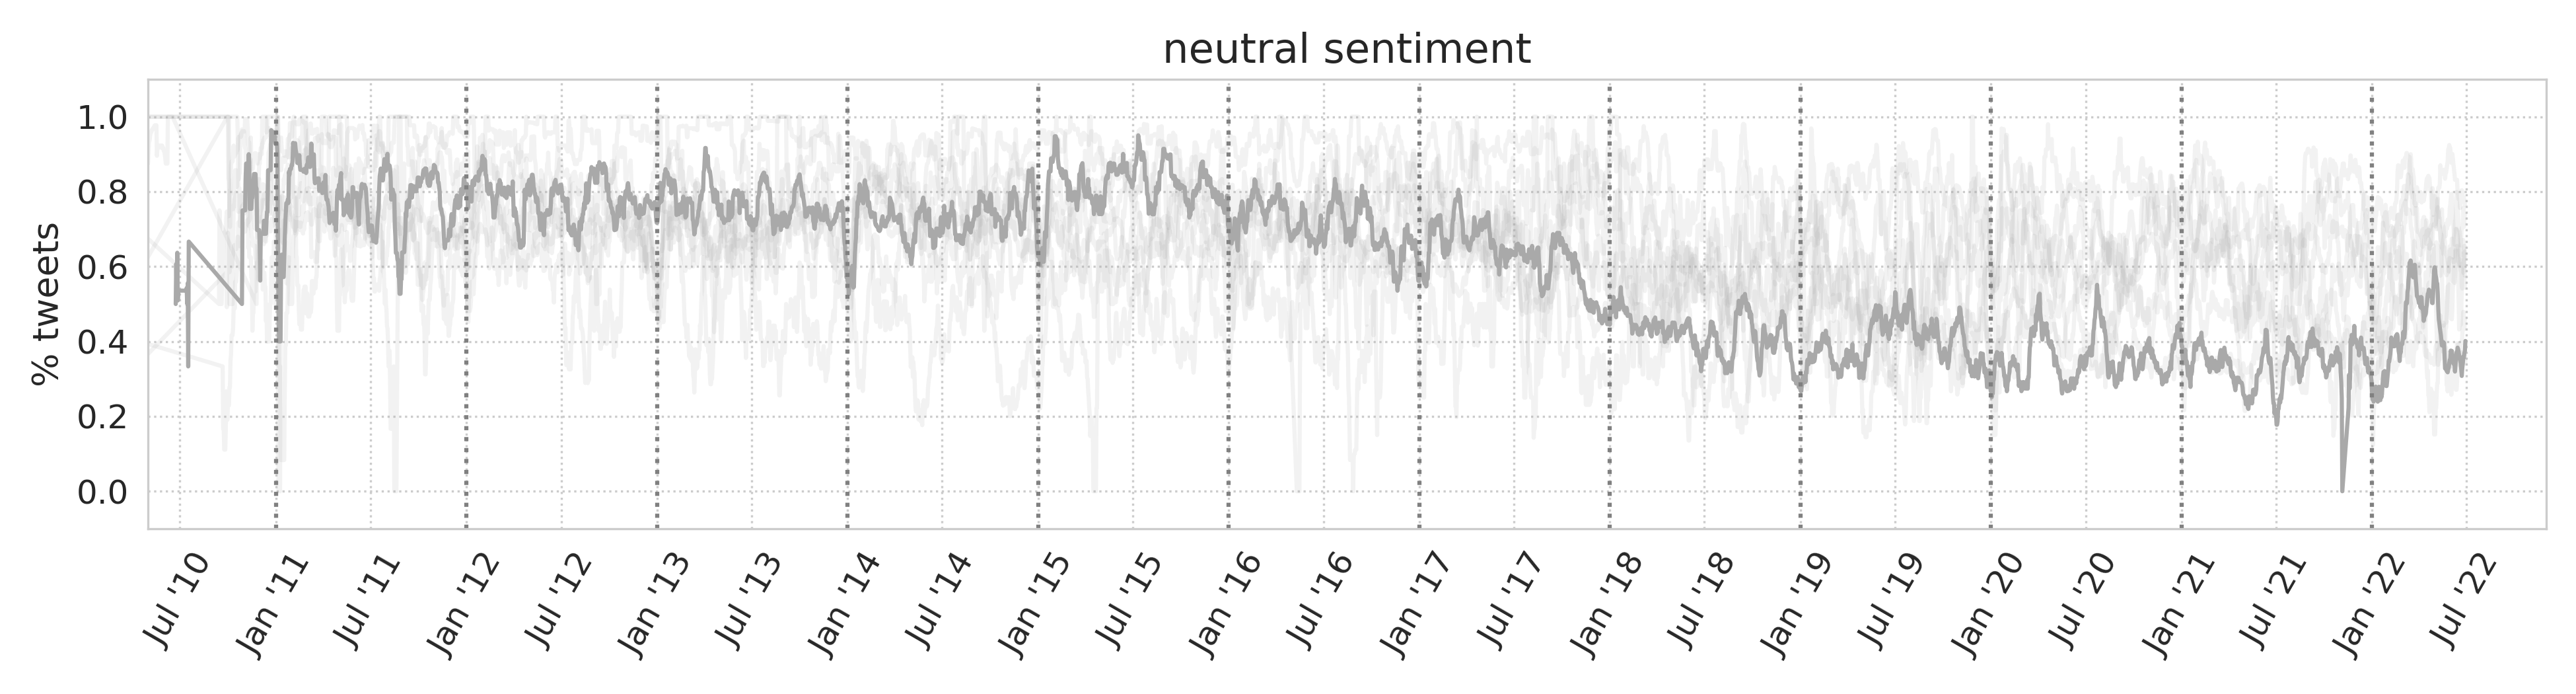 neutral sentiment
% tweets
1.0
0.8
0.6
0.4
0.2
0.0
Jul '10
Jan '11
Jul '11
Jan '12
Jul '12
Jan '13
Jul '13
Jan '14
Jul '14
Jan '15
Jul '15
Jan '16
Jul '16
Jan '17
Jul '17
Jan '18
Jul '18
Jan '19
Jul '19
Jan '20
Jul '20
Jan '21
Jul '21
Jan '22
Jul '22